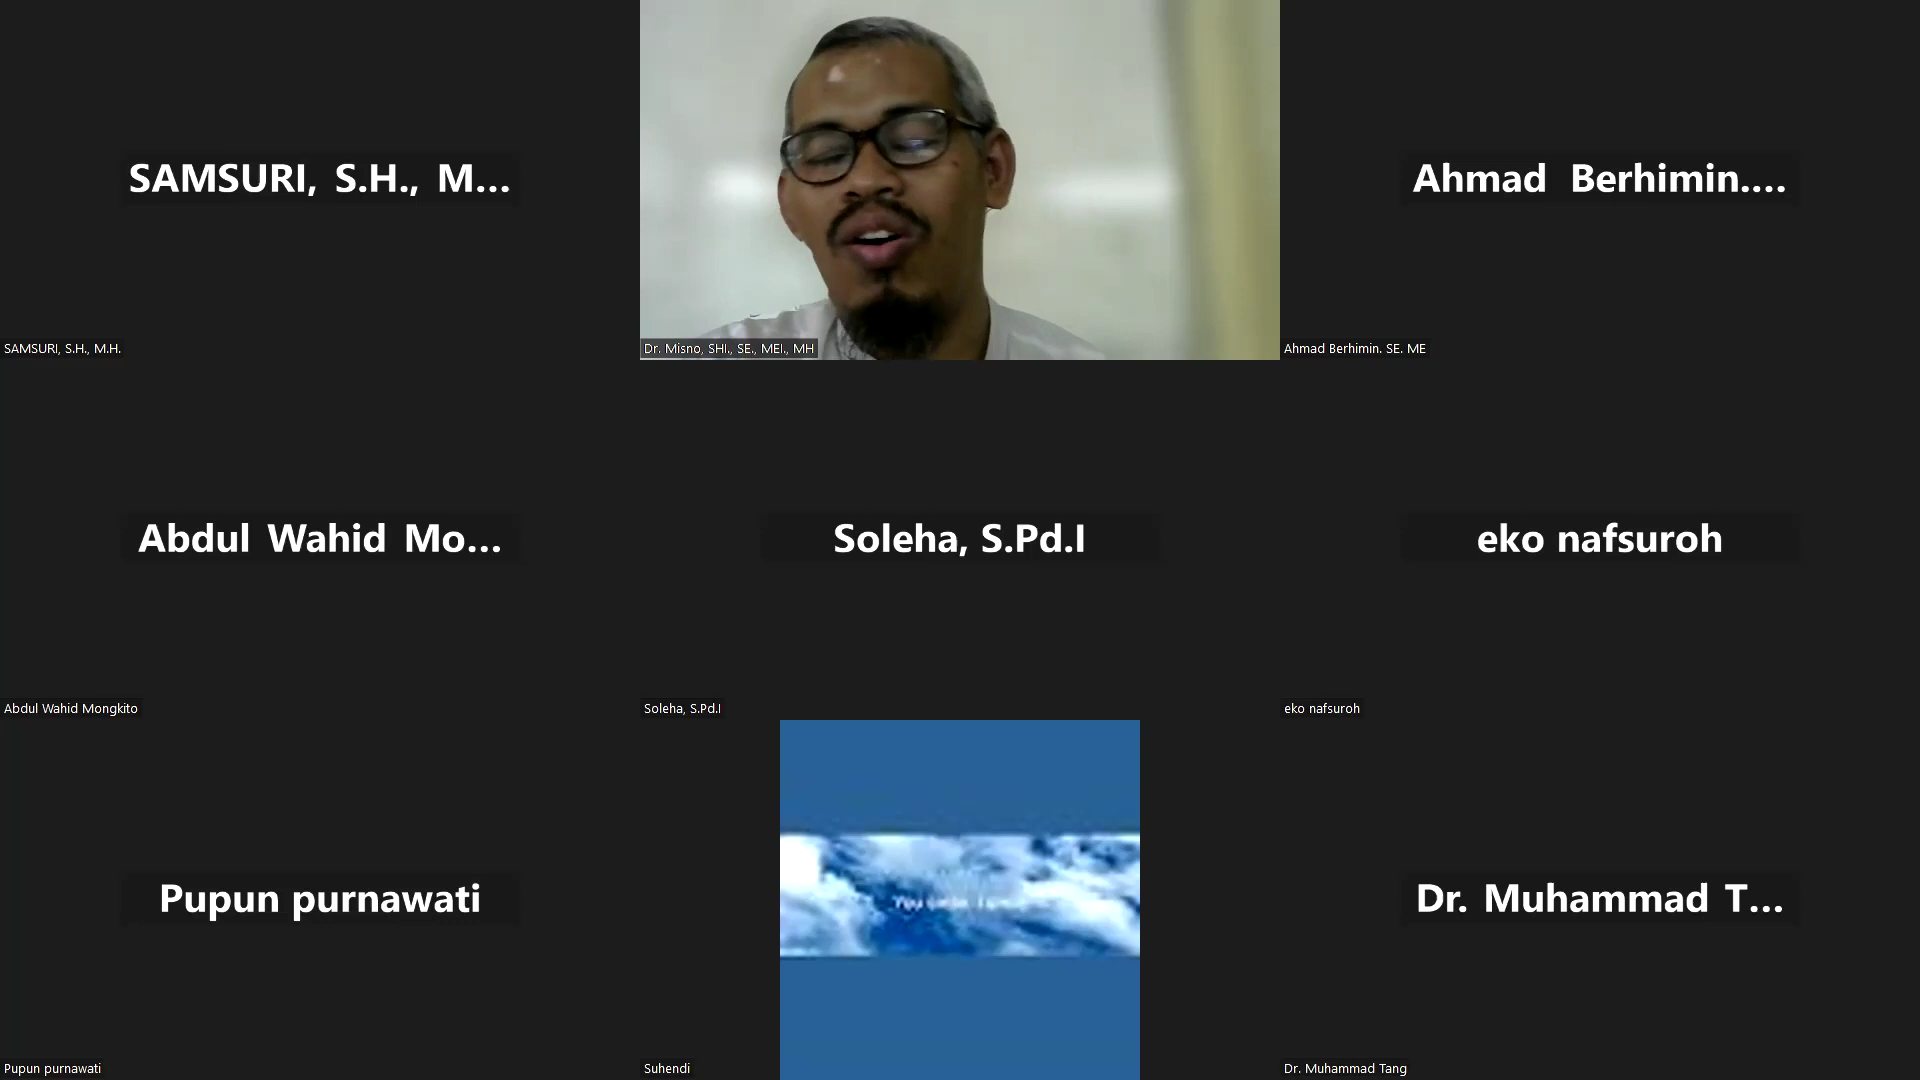 SAMSURI, S.H., M...
Ahmad Berhimin....
SAMSURI, S.H., M.H.
Dr. Misno, SHI., SE., MEI., MH
Ahmad Berhimin. SE. ME
Abdul Wahid Mo...
Soleha, S.Pd.I
eko nafsuroh
Abdul Wahid Mongkito
Soleha, S.Pd.I
eko nafsuroh
Pupun purnawati
You
Dr. Muhammad T...
Pupun purnawati
Suhendi
Dr. Muhammad Tang